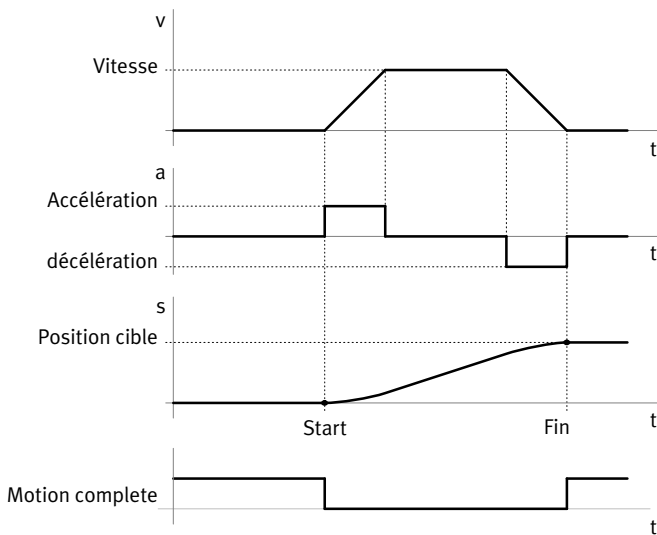 v
Vitesse
t
a
Accélération
décélération
t
s
Position cible
Start
Fin
t
Motion complete
t